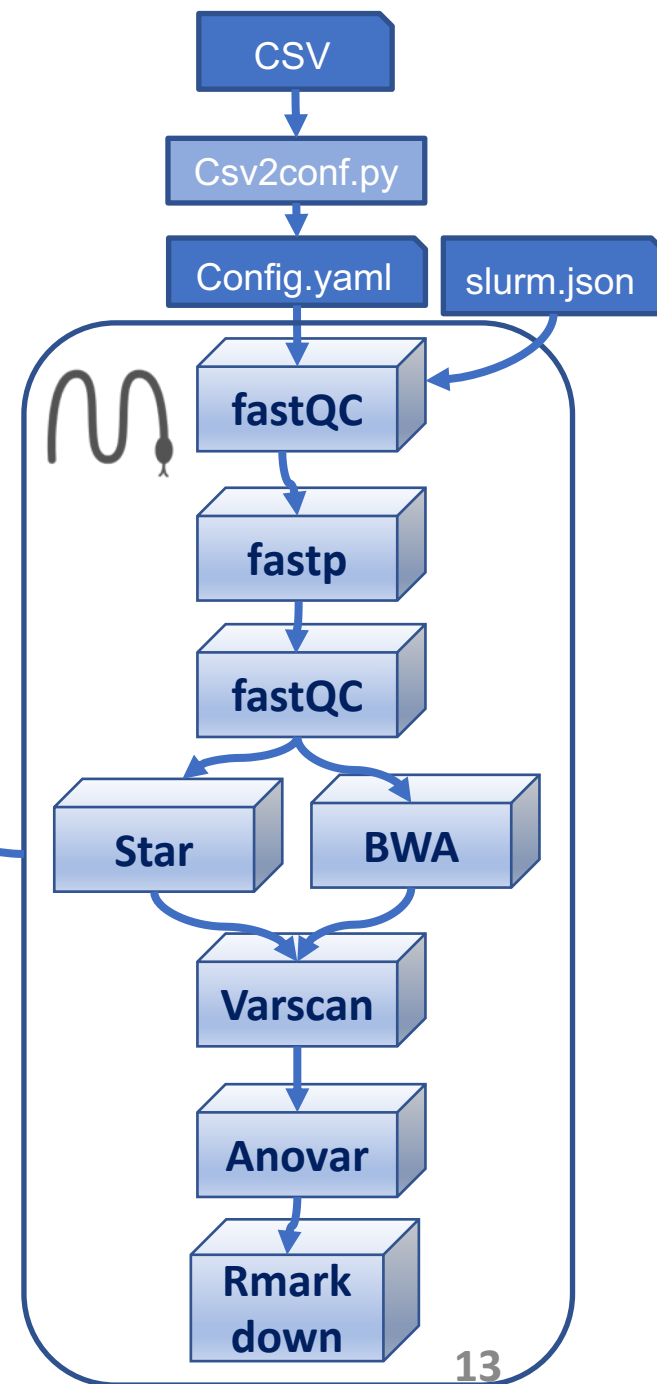 CSV
Csv2conf.py
Config.yaml
slurm.json
fastQC
fastp
fastQC
Star
BWA
Varscan
Anovar
Rmark
down
13